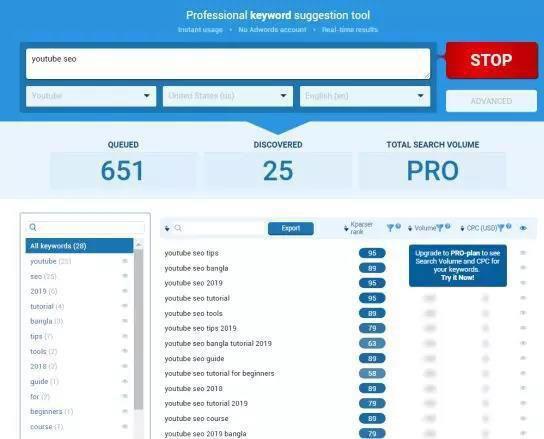 Professional keyword suggestion tool
Instant usage • No Adwords account • Real-time results
youtube seo
STOP
Youtube
United States (us)
English (en)
ADVANCED
QUEUED
DISCOVERED
TOTAL SEARCH VOLUME
651
25
PRO
Export
Kparser rank
Volume
CPC (USD)
All keywords (28)
youtube (25)
seo (25)
2019 (6)
tutorial (4)
bangla (3)
tips (7)
tools (2)
2018 (2)
guide (1)
for (2)
beginners (1)
course (1)
Upgrade to PRO-plan to see
Search Volume and CPC for
your keywords.
Try it Now!
youtube seo tips 95
youtube seo bangla 89
youtube seo 2019 95
youtube seo tutorial 95
youtube seo tools 89
youtube seo tips 2019 79
youtube seo bangla tutorial 2019 63
youtube seo guide 89
youtube seo tutorial for beginners 58
youtube seo 2018 89
youtube seo tutorial 2019 79
youtube seo course 89
youtube seo 2019 bangla 79